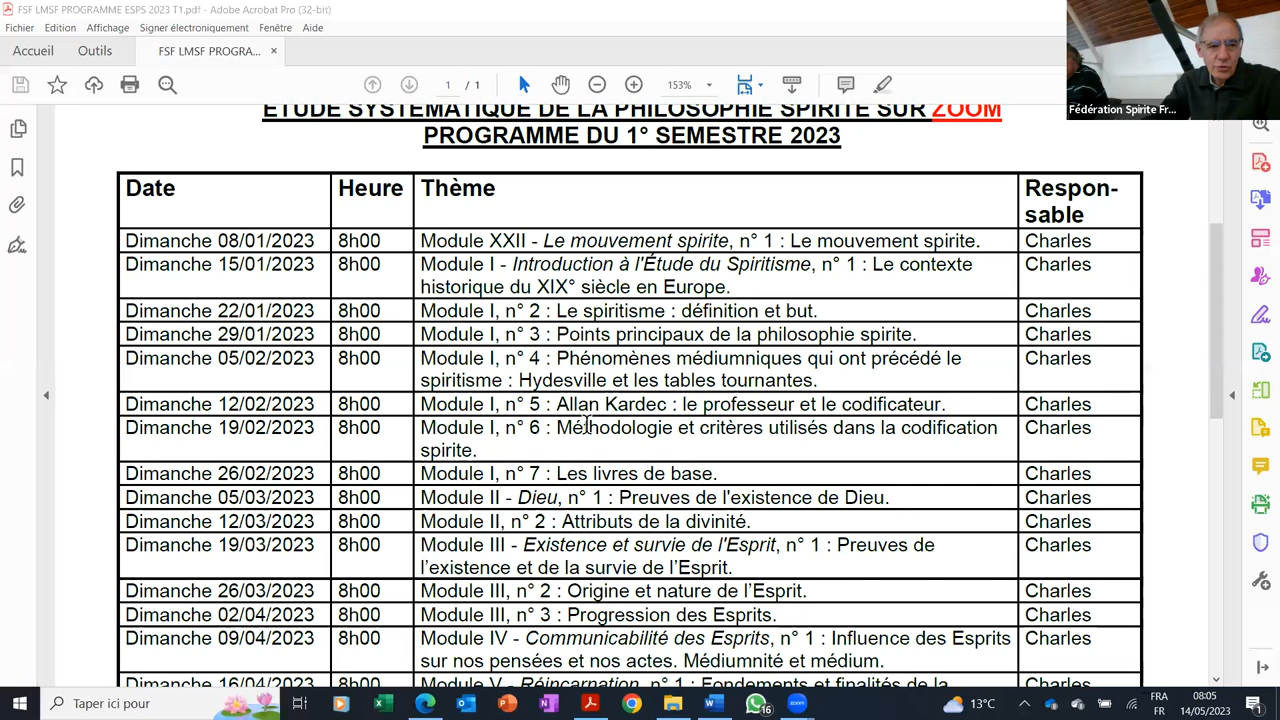 FSF LMSF PROGRAMME ESPS 2023 T1.pdf - Adobe Acrobat Pro (32-bit)
Fichier Edition Affichage Signer électroniquement Fenêtre Aide
Accueil Outils FSF LMSF PROGRA... ×
1 / 1 153%
Fédération Spirite Fr...
ETUDE SYSTEMATIQUE DE LA PHILOSOPHIE SPIRITE SUR ZOOM
PROGRAMME DU 1° SEMESTRE 2023
Date Heure Thème Respon-
sable
Dimanche 08/01/2023 8h00 Module XXII - Le mouvement spirite, n° 1 : Le mouvement spirite. Charles
Dimanche 15/01/2023 8h00 Module I - Introduction à l'Étude du Spiritisme, n° 1 : Le contexte Charles
historique du XIX° siècle en Europe.
Dimanche 22/01/2023 8h00 Module I, n° 2 : Le spiritisme : définition et but. Charles
Dimanche 29/01/2023 8h00 Module I, n° 3 : Points principaux de la philosophie spirite. Charles
Dimanche 05/02/2023 8h00 Module I, n° 4 : Phénomènes médiumniques qui ont précédé le Charles
spiritisme : Hydesville et les tables tournantes.
Dimanche 12/02/2023 8h00 Module I, n° 5 : Allan Kardec : le professeur et le codificateur. Charles
Dimanche 19/02/2023 8h00 Module I, n° 6 : Méthodologie et critères utilisés dans la codification Charles
spirite.
Dimanche 26/02/2023 8h00 Module I, n° 7 : Les livres de base. Charles
Dimanche 05/03/2023 8h00 Module II - Dieu, n° 1 : Preuves de l'existence de Dieu. Charles
Dimanche 12/03/2023 8h00 Module II, n° 2 : Attributs de la divinité. Charles
Dimanche 19/03/2023 8h00 Module III - Existence et survie de l'Esprit, n° 1 : Preuves de Charles
l’existence et de la survie de l’Esprit.
Dimanche 26/03/2023 8h00 Module III, n° 2 : Origine et nature de l’Esprit. Charles
Dimanche 02/04/2023 8h00 Module III, n° 3 : Progression des Esprits. Charles
Dimanche 09/04/2023 8h00 Module IV - Communicabilité des Esprits, n° 1 : Influence des Esprits Charles
sur nos pensées et nos actes. Médiumnité et médium.
Dimanche 16/04/2023 8h00 Module V - Réincarnation, n° 1 : Fondements et finalités de la Charles
Taper ici pour 16 13°C FRA 08:05
FR 14/05/2023 1